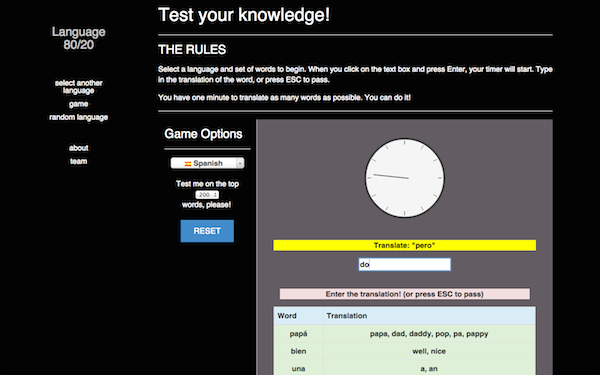 Language
80/20
select another
language
game
random language
about
team
Test your knowledge!
THE RULES
Select a language and set of words to begin. When you click on the text box and press Enter, your timer will start. Type
in the translation of the word, or press ESC to pass.
You have one minute to translate as many words as possible. You can do it!
Game Options
Spanish
Test me on the top
200
words, please!
RESET
Translate: "pero"
do
Enter the translation! (or press ESC to pass)
Word Translation
papá papa, dad, daddy, pop, pa, pappy
bien well, nice
una a, an